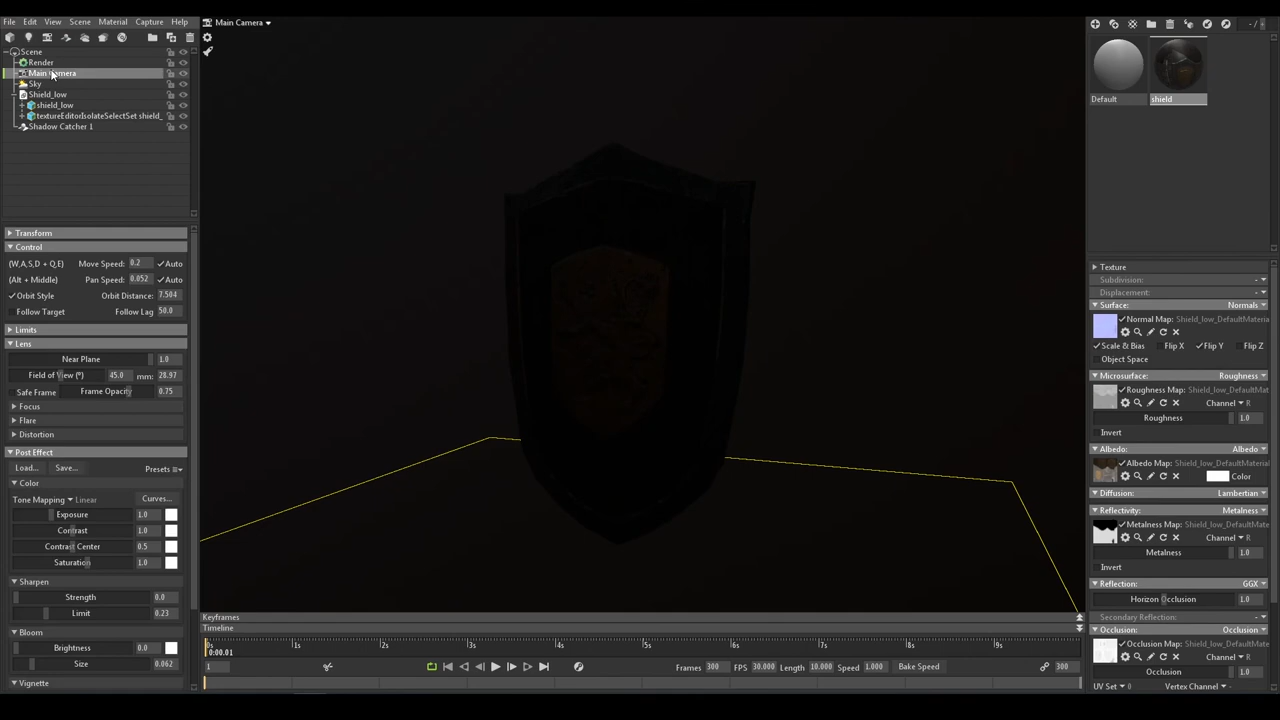 File Edit View Scene Material Capture Help
Main Camera
Scene
Render
Main Camera
Sky
Shield_low
shield_low
textureEditorIsolateSelectSet shield_
Shadow Catcher 1
Transform
Control
(W,A,S,D + Q,E) Move Speed: 0.2 Auto
(Alt + Middle) Pan Speed: 0.052 Auto
Orbit Style Orbit Distance: 7.504
Follow Target Follow Lag 50.0
Limits
Lens
Near Plane 1.0
Field of View (°) 45.0 mm: 28.97
Safe Frame Frame Opacity 0.75
Focus
Flare
Distortion
Post Effect
Load... Save... Presets
Color
Tone Mapping Linear Curves...
Exposure 1.0
Contrast 1.0
Contrast Center 0.5
Saturation 1.0
Sharpen
Strength 0.0
Limit 0.23
Bloom
Brightness 0.0
Size 0.062
Vignette
Keyframes
Timeline
0s 1s 2s 3s 4s 5s 6s 7s 8s 9s
0:00.01
1 Frames 300 FPS 30.000 Length 10.000 Speed 1.000 Bake Speed 300
- / -
Default shield
Texture
Subdivision: -
Displacement: -
Surface: Normals
Normal Map: Shield_low_DefaultMateria
Scale & Bias Flip X Flip Y Flip Z
Object Space
Microsurface: Roughness
Roughness Map: Shield_low_DefaultMa
Channel R
Roughness 1.0
Invert
Albedo: Albedo
Albedo Map: Shield_low_DefaultMaterial
Color
Diffusion: Lambertian
Reflectivity: Metalness
Metalness Map: Shield_low_DefaultMat
Channel R
Metalness 1.0
Invert
Reflection: GGX
Horizon Occlusion 1.0
Secondary Reflection: -
Occlusion: Occlusion
Occlusion Map: Shield_low_DefaultMat
Channel R
Occlusion 1.0
UV Set 0 Vertex Channel -